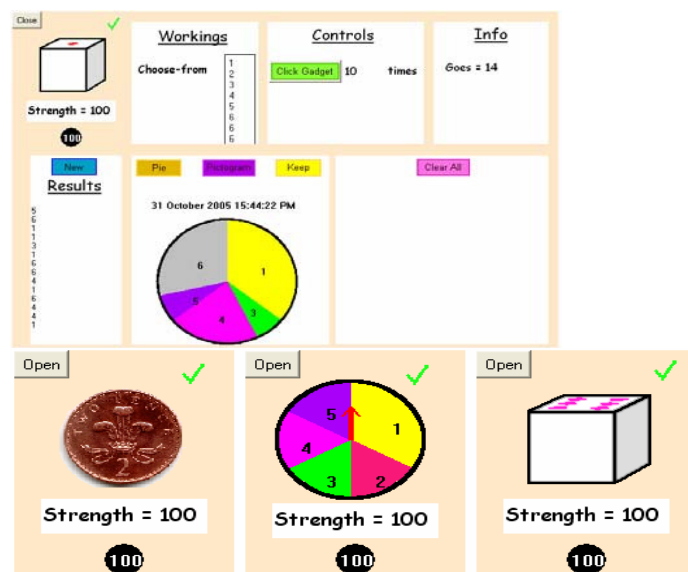 Close
Strength = 100
100
Workings
Choose-from
1
2
3
4
5
6
6
6
Controls
Click Gadget 10 times
Info
Goes = 14
New
Results
5
6
1
1
3
1
6
6
4
1
6
4
4
1
Pie
Pictogram
Keep
31 October 2005 15:44:22 PM
6
1
5
4
3
Clear All
Open
2
Strength = 100
100
Open
5
1
4
3
2
Strength = 100
100
Open
Strength = 100
100